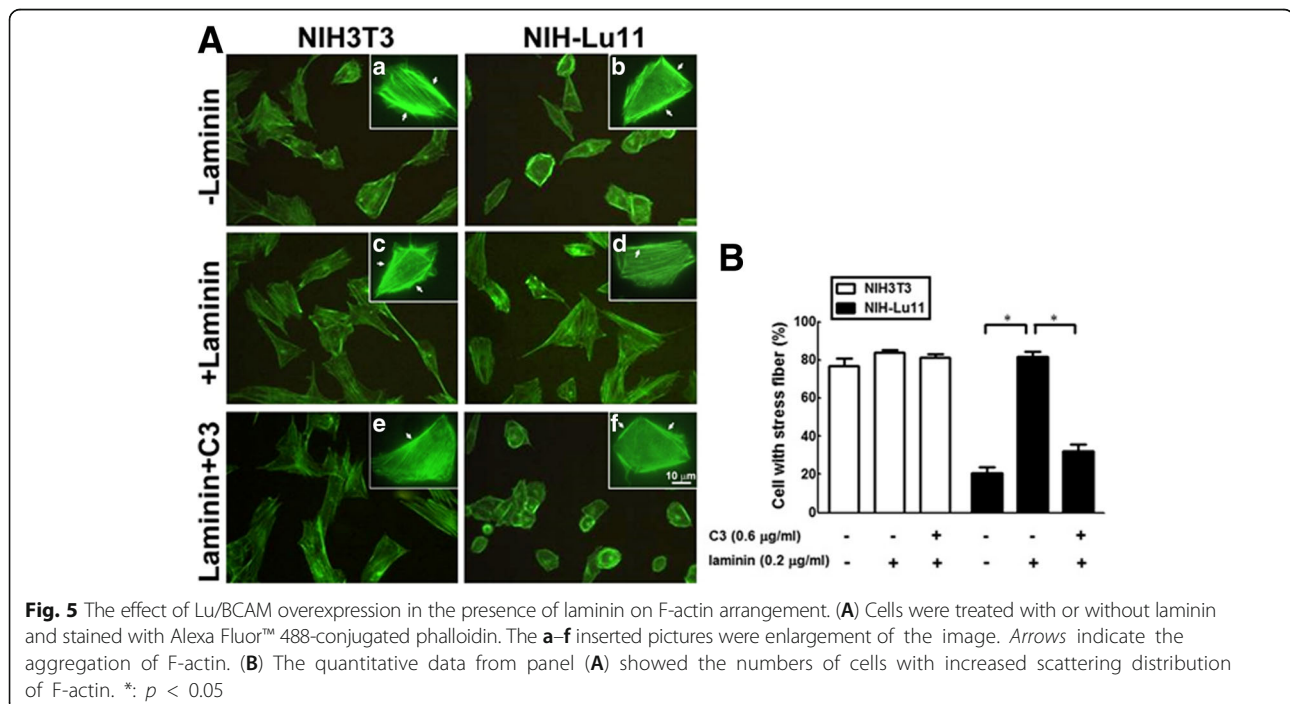 A
NIH3T3 NIH-Lu11
-Laminin
a
b
+Laminin
c
d
Laminin+C3
e
f
10 µm
B
NIH3T3
NIH-Lu11
* *
Cell with stress fiber (%)
100
80
60
40
20
0
C3 (0.6 µg/ml) - - + - - +
laminin (0.2 µg/ml) - + + - + +
Fig. 5 The effect of Lu/BCAM overexpression in the presence of laminin on F-actin arrangement. (A) Cells were treated with or without laminin
and stained with Alexa Fluor™ 488-conjugated phalloidin. The a–f inserted pictures were enlargement of the image. Arrows indicate the
aggregation of F-actin. (B) The quantitative data from panel (A) showed the numbers of cells with increased scattering distribution
of F-actin. *: p < 0.05